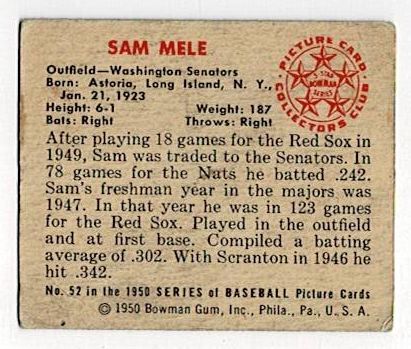 SAM MELE
Outfield—Washington Senators
Born: Astoria, Long Island, N. Y.,
Jan. 21, 1923
Height: 6-1 Weight: 187
Bats: Right Throws: Right
PICTURE CARD
5-STAR
BOWMAN
SERIES
COLLECTORS CLUB
After playing 18 games for the Red Sox in
1949, Sam was traded to the Senators. In
78 games for the Nats he batted .242.
Sam's freshman year in the majors was
1947. In that year he was in 123 games
for the Red Sox. Played in the outfield
and at first base. Compiled a batting
average of .302. With Scranton in 1946 he
hit .342.
No. 52 in the 1950 SERIES of BASEBALL Picture Cards
© 1950 Bowman Gum, Inc., Phila., Pa., U. S. A.